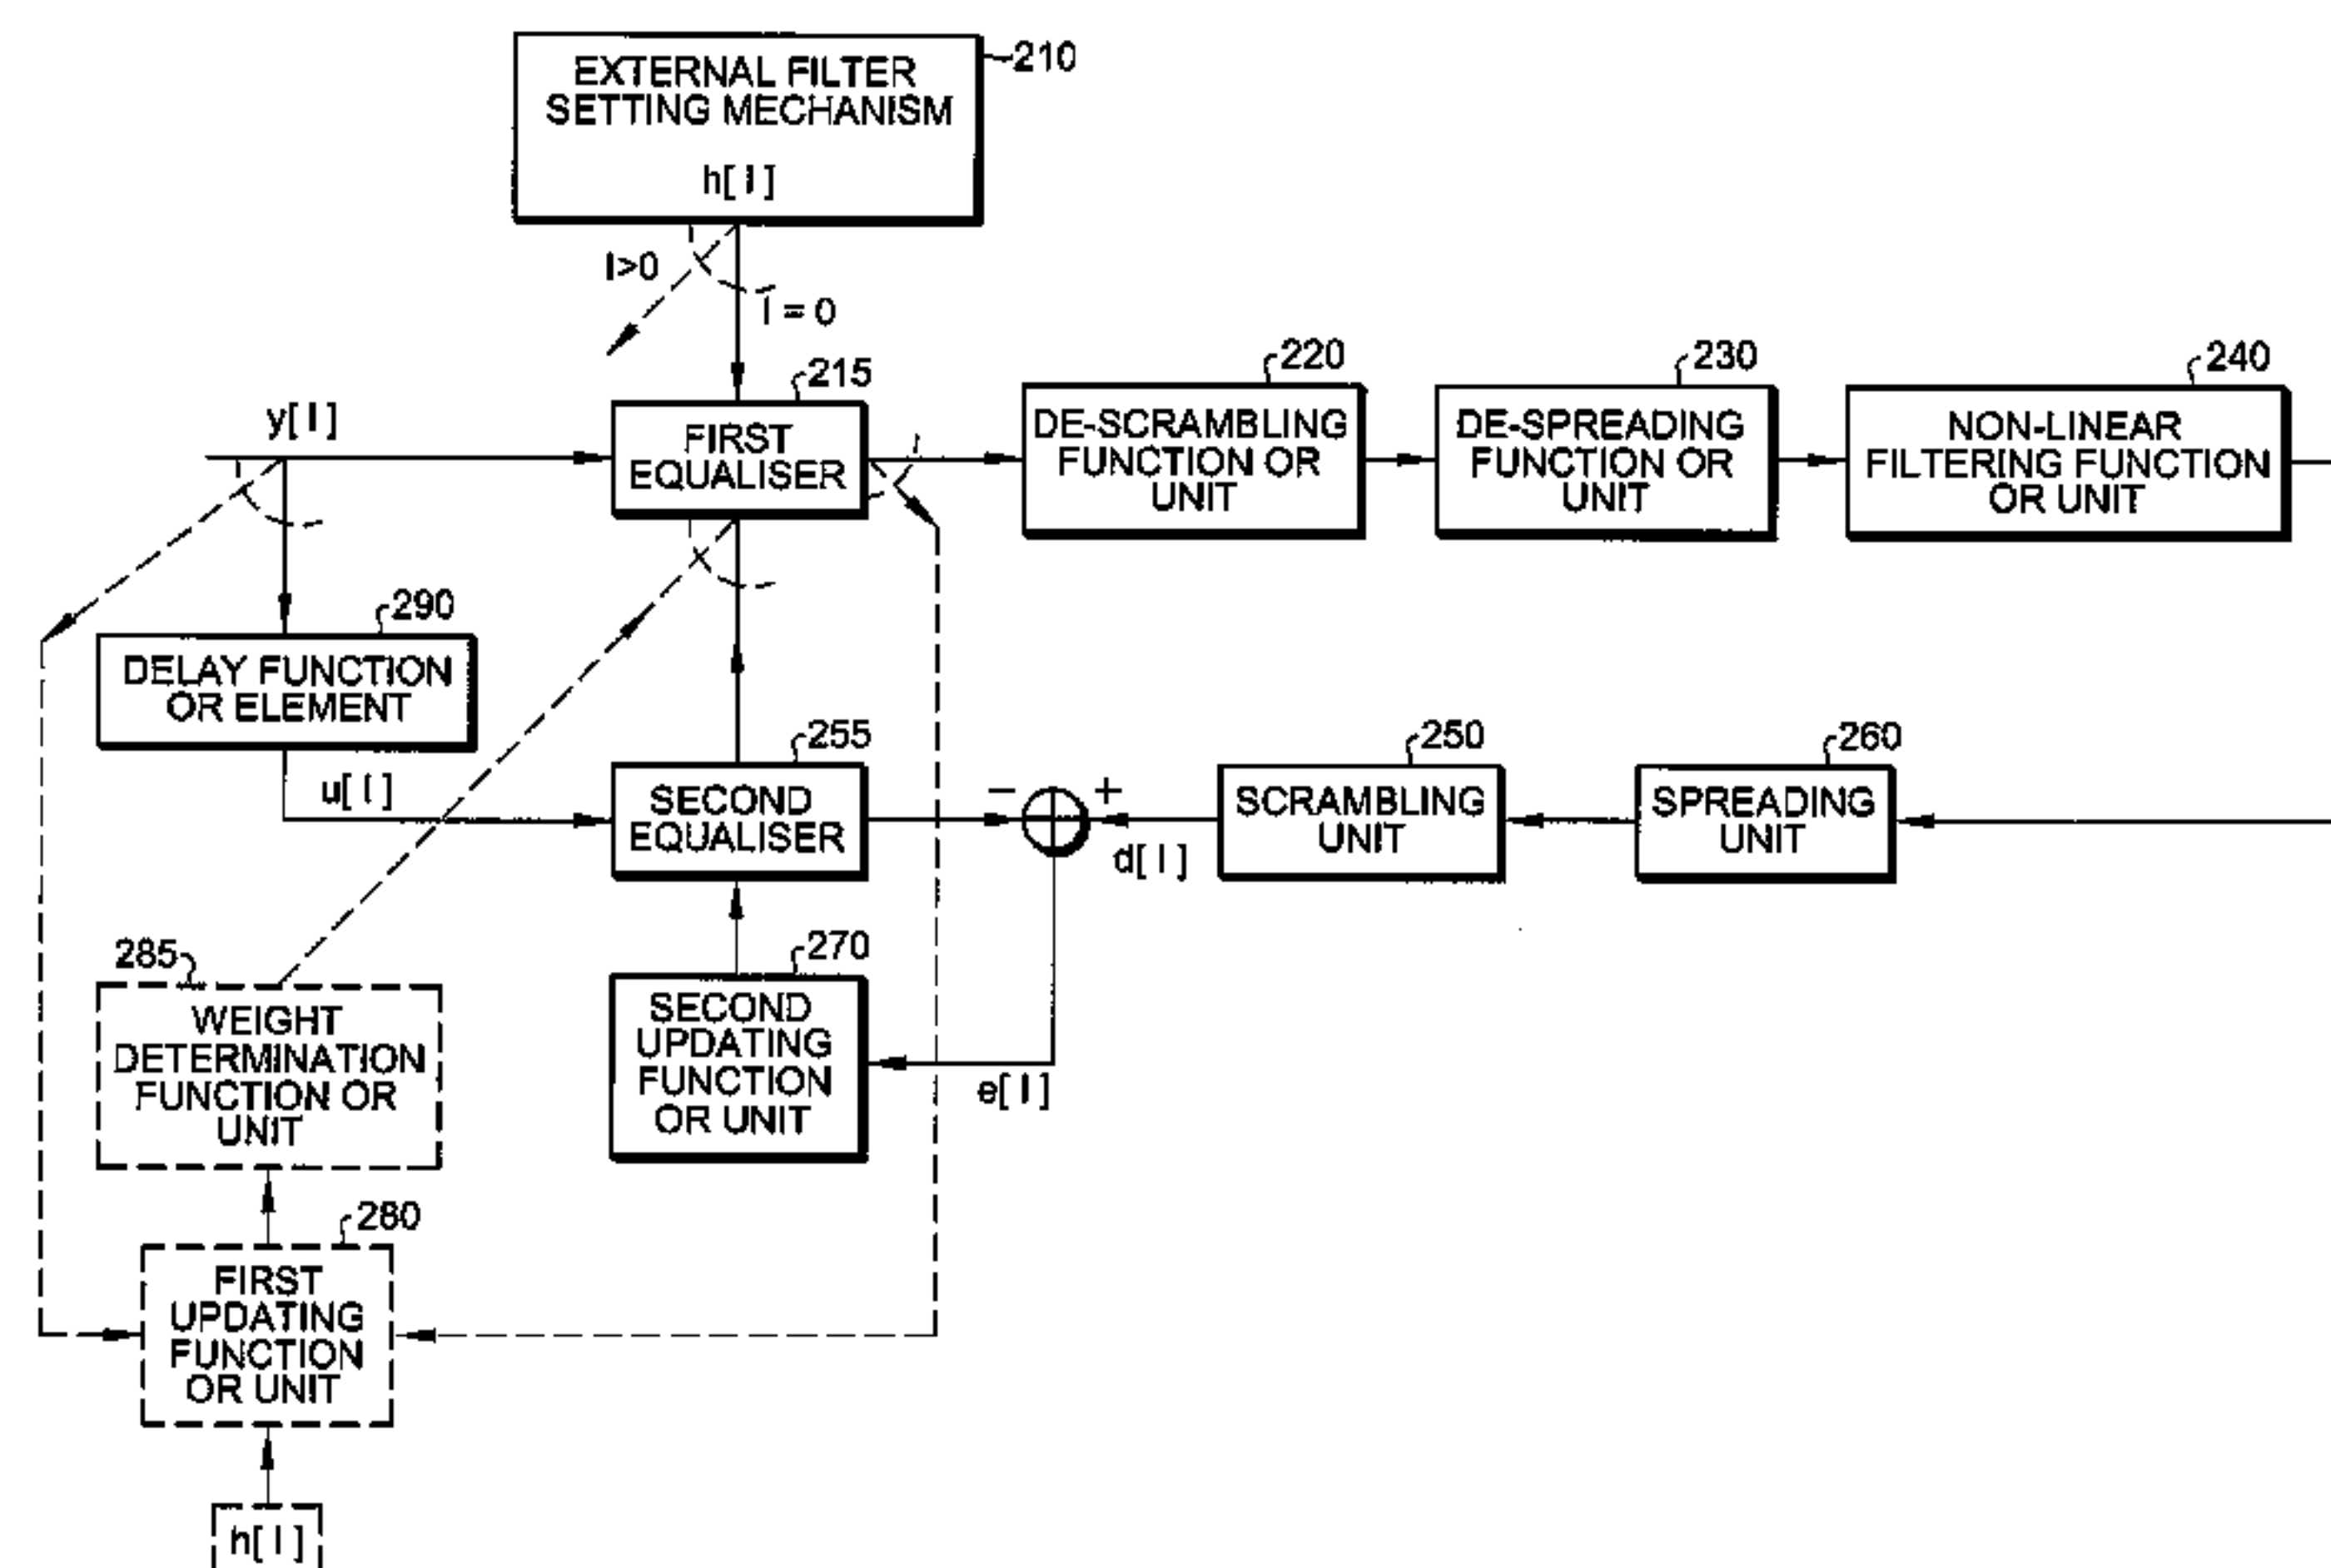 EXTERNAL FILTER
SETTING MECHANISM
h[ l ]
210
l>0
l = 0
y[ l ]
215
FIRST
EQUALISER
220
DE-SCRAMBLING
FUNCTION OR
UNIT
230
DE-SPREADING
FUNCTION OR
UNIT
240
NON-LINEAR
FILTERING FUNCTION
OR UNIT
290
DELAY FUNCTION
OR ELEMENT
u[ l ]
255
SECOND
EQUALISER
− +
d[ l ]
250
SCRAMBLING
UNIT
260
SPREADING
UNIT
285
WEIGHT
DETERMINATION
FUNCTION OR
UNIT
270
SECOND
UPDATING
FUNCTION
OR UNIT
e[ l ]
280
FIRST
UPDATING
FUNCTION
OR UNIT
h[ l ]